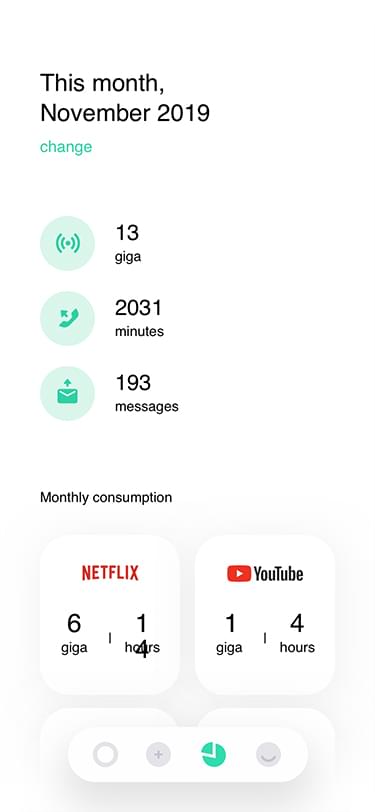 This month,
November 2019
change
13
giga
2031
minutes
193
messages
Monthly consumption
NETFLIX
6
giga
1
4
hours
YouTube
1
giga
4
hours